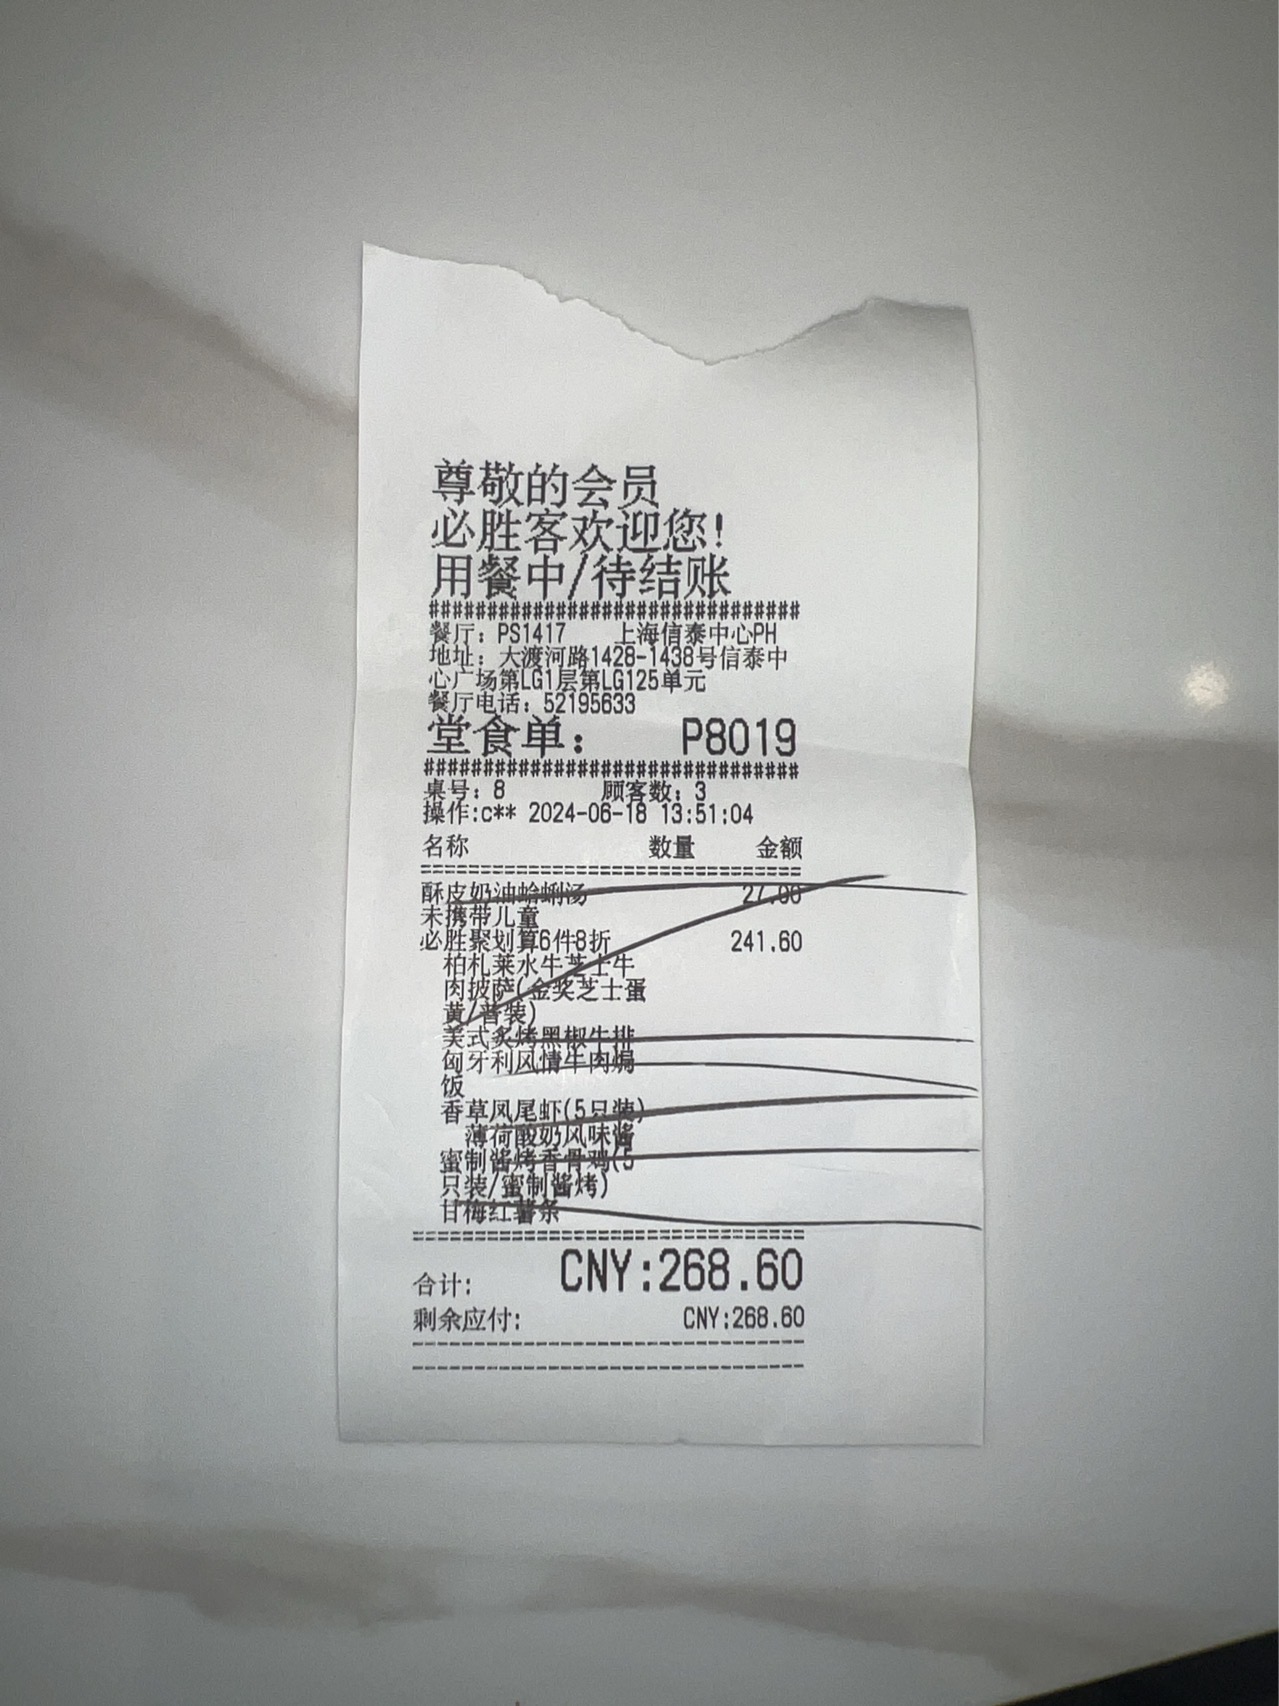 尊敬的会员
必胜客欢迎您!
用餐中/待结账
################################
餐厅: PS1417 上海信泰中心PH
地址: 大渡河路1428-1438号信泰中
心广场第LG1层第LG125单元
餐厅电话: 52195633
堂食单: P8019
################################
桌号: 8 顾客数: 3
操作:c** 2024-06-18 13:51:04
名称 数量 金额
================================
酥皮奶油蛤蜊汤 27.00
未携带儿童
必胜聚划算6件8折 241.60
柏札莱水牛芝士牛
肉披萨(金奖芝士蛋
黄/普装)
美式炙烤黑椒牛排
匈牙利风情牛肉焗
饭
香草凤尾虾(5只装)
薄荷酸奶风味酱
蜜制酱烤香骨鸡(5
只装/蜜制酱烤)
甘梅红薯条
================================
合计: CNY:268.60
剩余应付: CNY:268.60
--------------------------------
--------------------------------